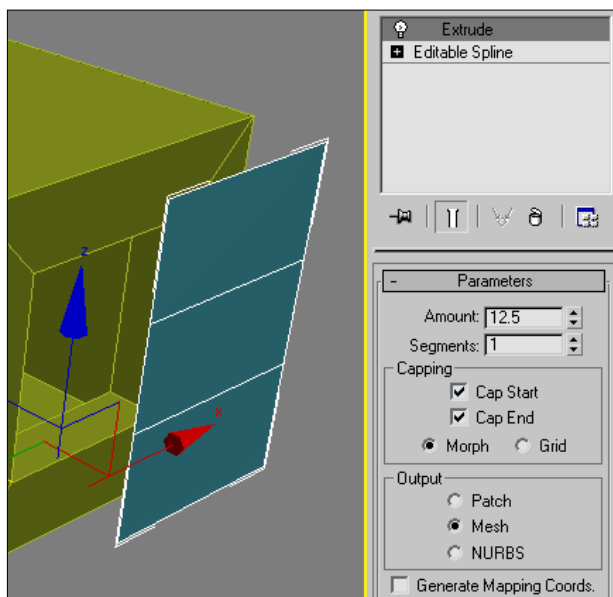 Extrude
Editable Spline
z
x
- Parameters
Amount: 12.5
Segments: 1
Capping
Cap Start
Cap End
Morph Grid
Output
Patch
Mesh
NURBS
Generate Mapping Coords.